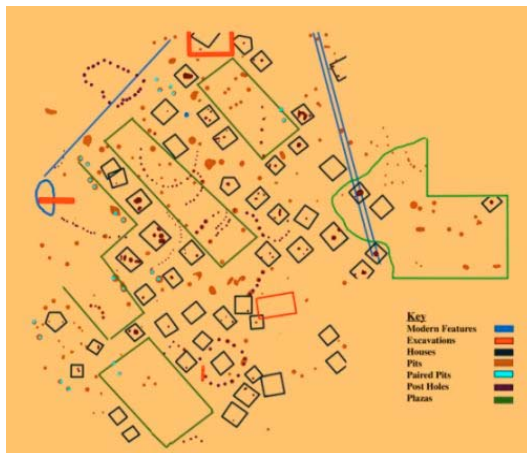 Key
Modern Features
Excavations
Houses
Pits
Paired Pits
Post Holes
Plazas